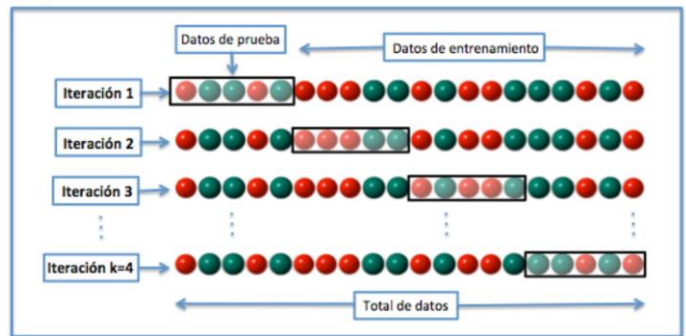 Datos de prueba
Datos de entrenamiento
Iteración 1
Iteración 2
Iteración 3
Iteración k=4
Total de datos